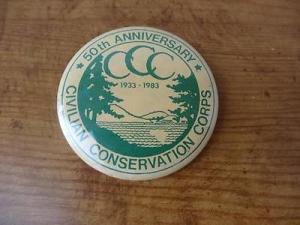 ★ 50th ANNIVERSARY ★
CCC
1933 - 1983
CIVILIAN CONSERVATION CORPS